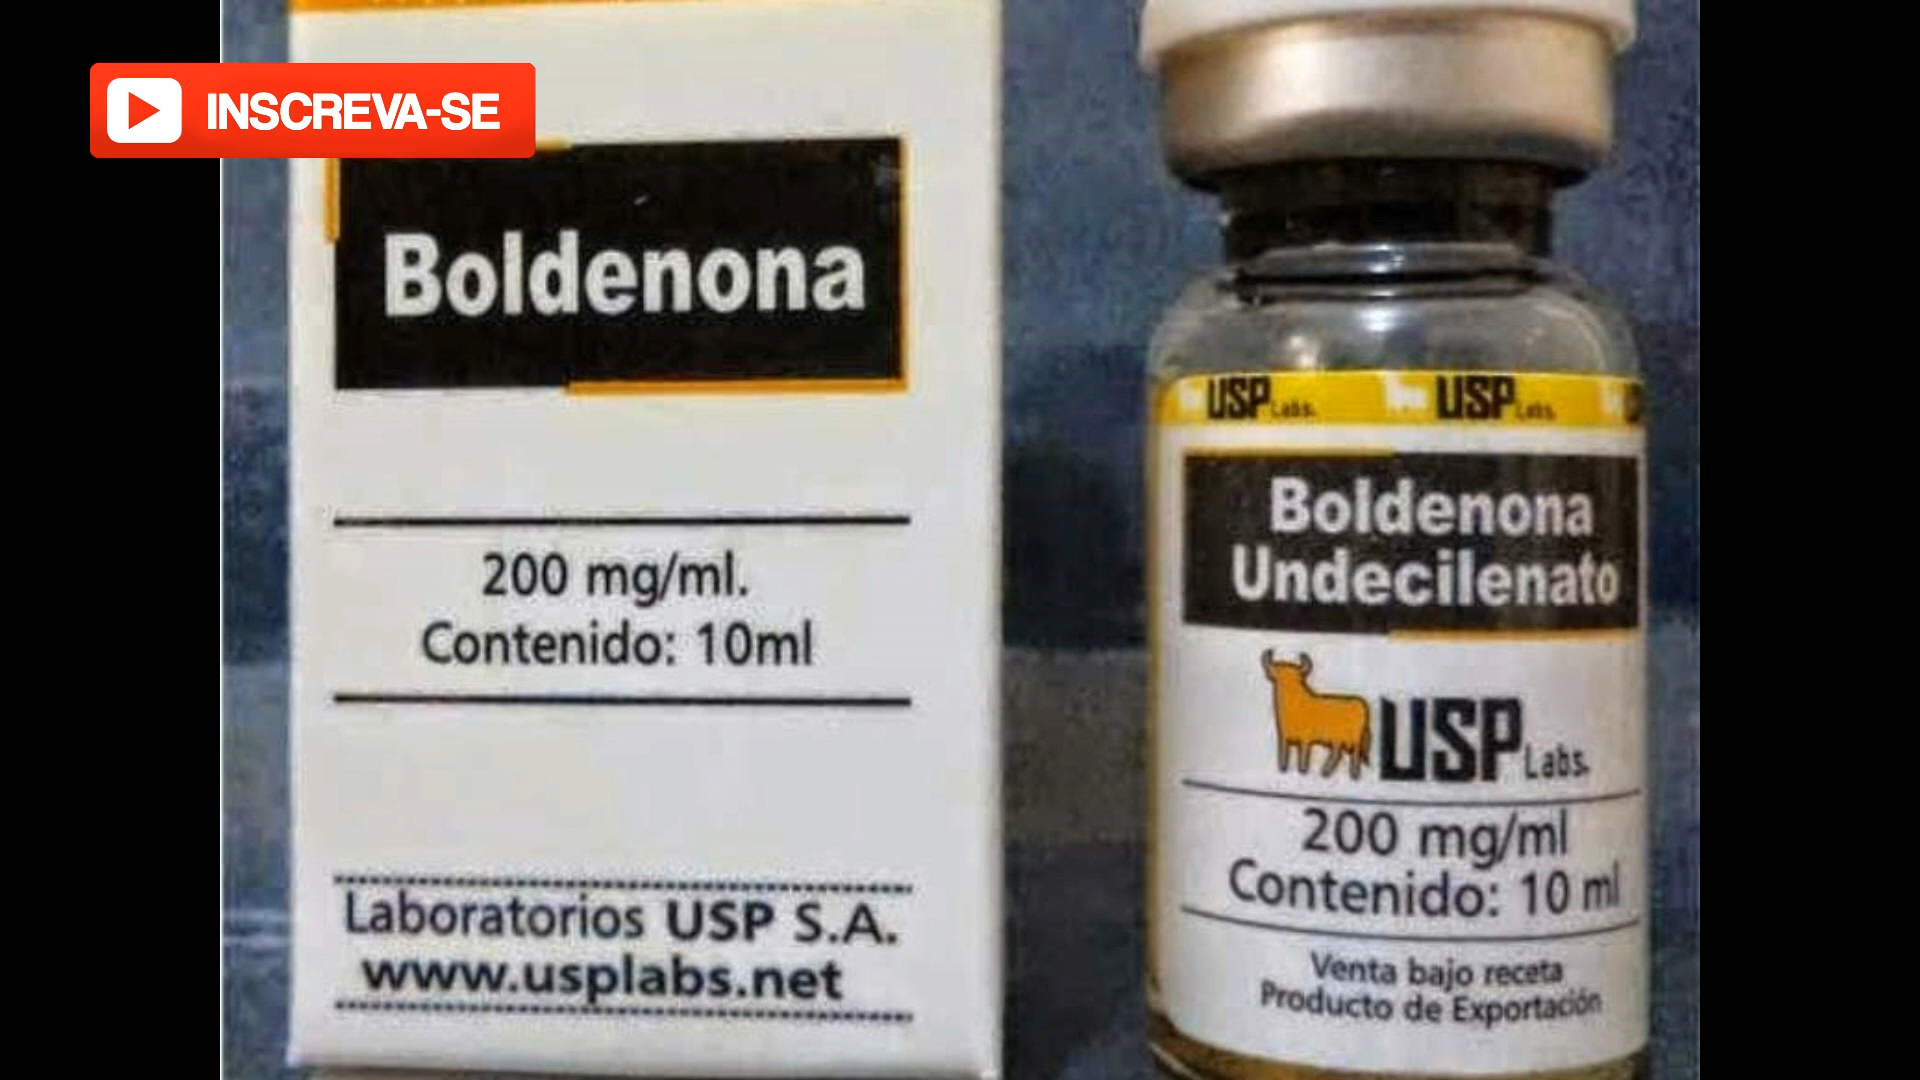 INSCREVA-SE
Boldenona
200 mg/ml.
Contenido: 10ml
Laboratorios USP S.A.
www.usplabs.net
USP Labs. USP Labs.
Boldenona
Undecilenato
USP Labs.
200 mg/ml
Contenido: 10 ml
Venta bajo receta
Producto de Exportación